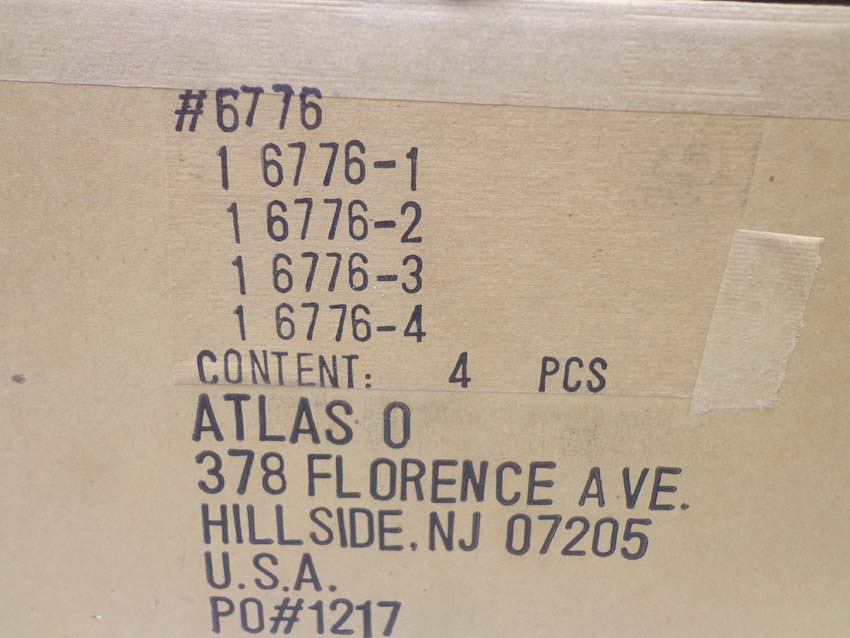 #6776
1 6776-1
1 6776-2
1 6776-3
1 6776-4
CONTENT: 4 PCS
ATLAS O
378 FLORENCE AVE.
HILLSIDE, NJ 07205
U.S.A.
PO#1217